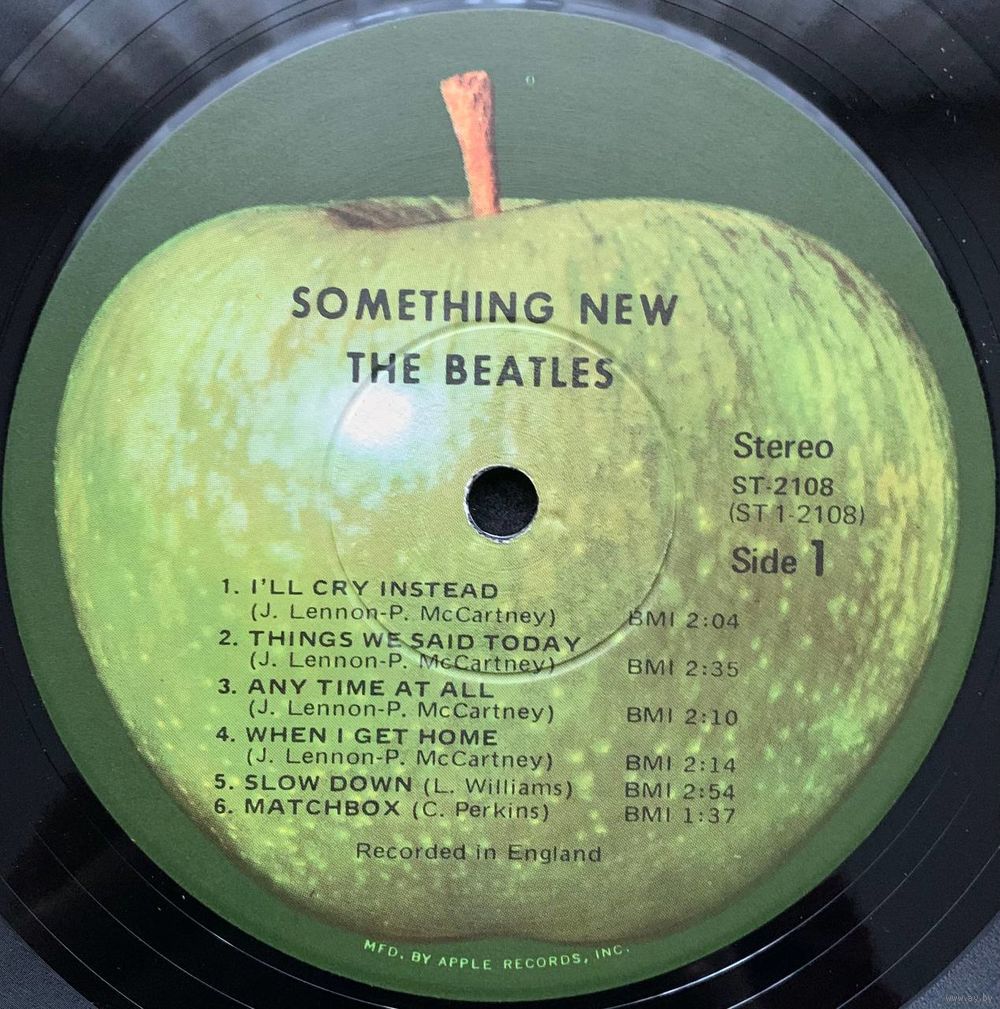 SOMETHING NEW
THE BEATLES
Stereo
ST-2108
(ST 1-2108)
Side 1
1. I'LL CRY INSTEAD
(J. Lennon-P. McCartney) BMI 2:04
2. THINGS WE SAID TODAY
(J. Lennon-P. McCartney) BMI 2:35
3. ANY TIME AT ALL
(J. Lennon-P. McCartney) BMI 2:10
4. WHEN I GET HOME
(J. Lennon-P. McCartney) BMI 2:14
5. SLOW DOWN (L. Williams) BMI 2:54
6. MATCHBOX (C. Perkins) BMI 1:37
Recorded in England
MFD. BY APPLE RECORDS, INC.
www.ay.by